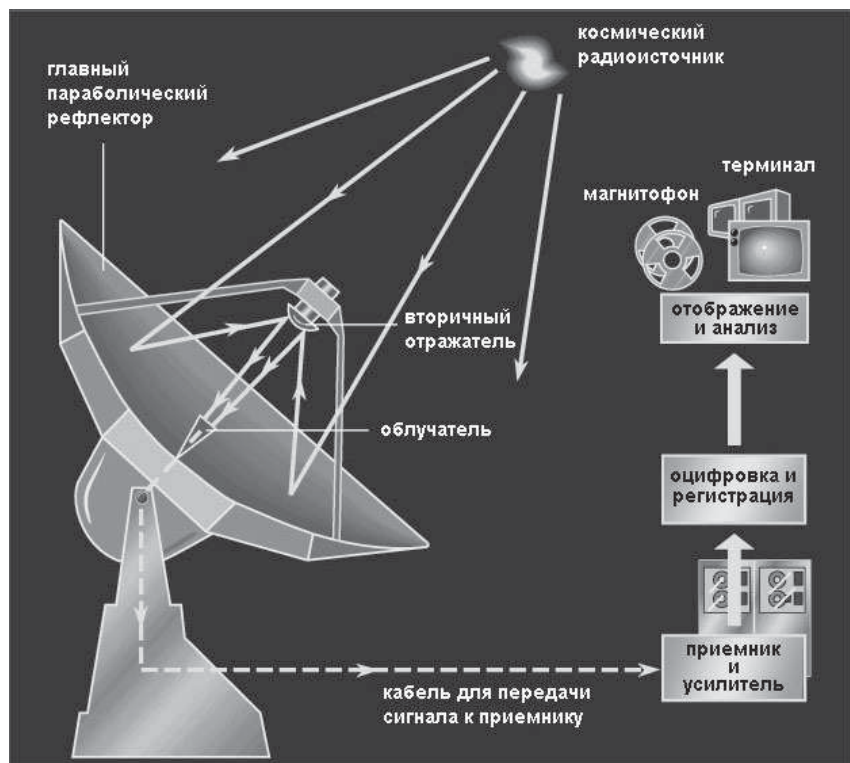 космический
радиоисточник
главный
параболический
рефлектор
терминал
магнитофон
отображение
и анализ
вторичный
отражатель
облучатель
оцифровка и
регистрация
приемник
и
усилитель
кабель для передачи
сигнала к приемнику